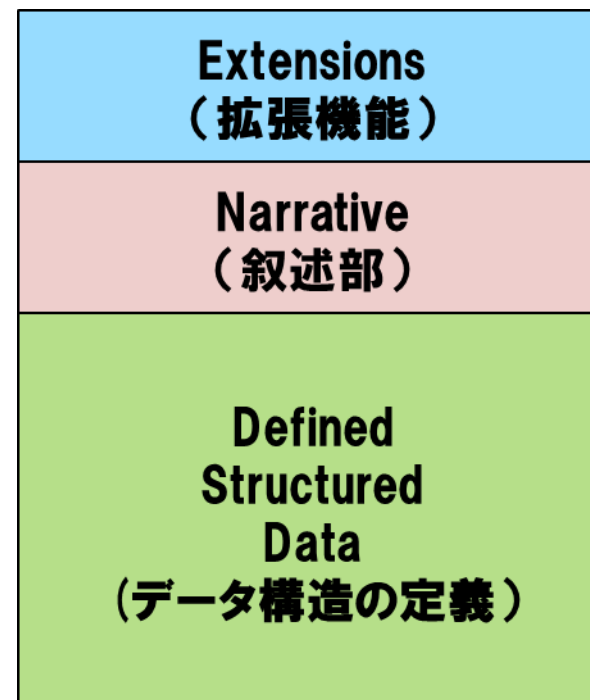 Extensions
（拡張機能）
Narrative
（叙述部）
Defined
Structured
Data
(データ構造の定義）